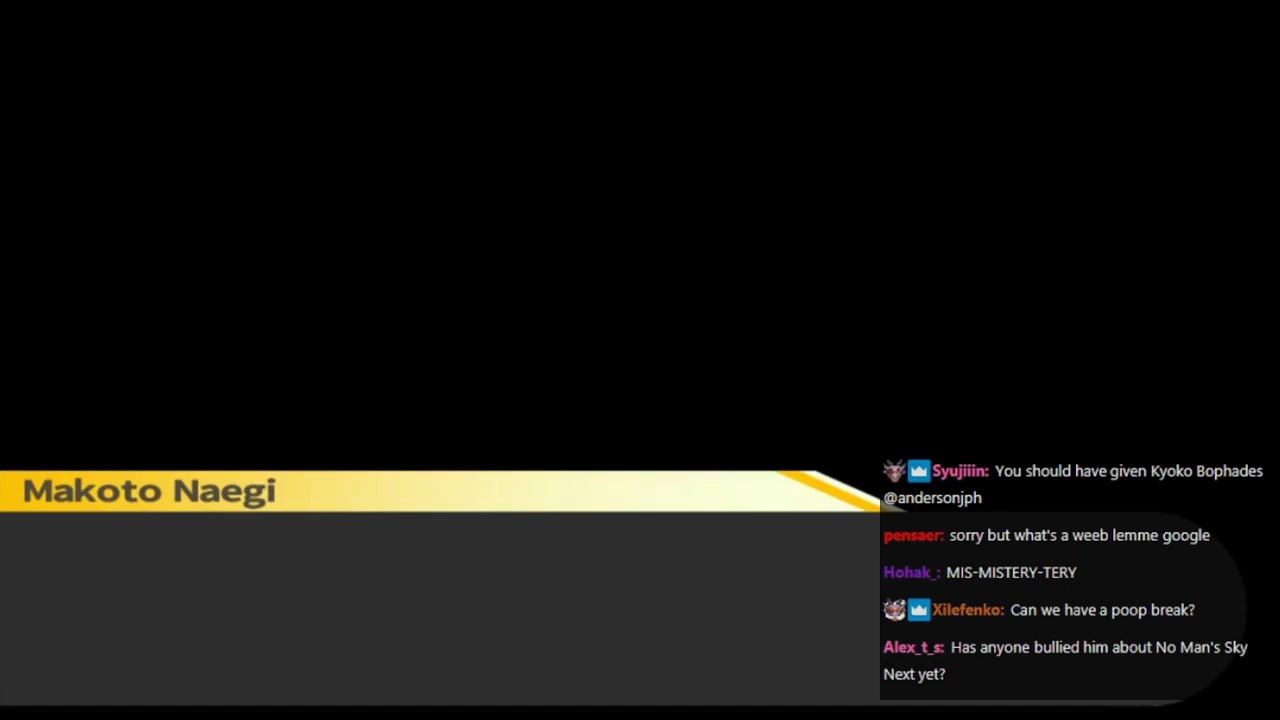 Makoto Naegi
Syujiiin: You should have given Kyoko Bophades
@andersonjph
pensaer: sorry but what's a weeb lemme google
Hohak_: MIS-MISTERY-TERY
Xilefenko: Can we have a poop break?
Alex_t_s: Has anyone bullied him about No Man's Sky
Next yet?